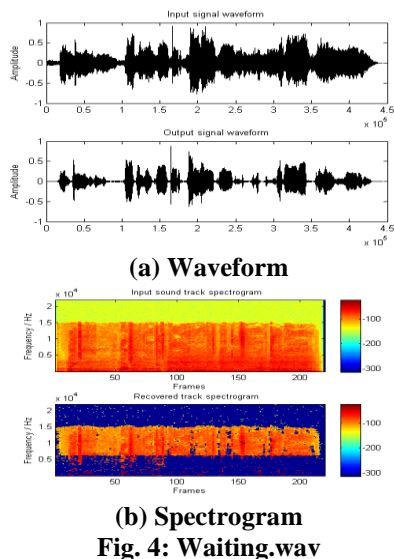 Input signal waveform
1
0.5
0
-0.5
-1
Amplitude
0 0.5 1 1.5 2 2.5 3 3.5 4 4.5
x 10^5
Output signal waveform
1
0.5
0
-0.5
-1
Amplitude
0 0.5 1 1.5 2 2.5 3 3.5 4 4.5
x 10^5
(a) Waveform
x 10^4
Input sound track spectrogram
2
1.5
1
0.5
Frequency / Hz
50 100 150 200
Frames
-100
-200
-300
x 10^4
Recovered track spectrogram
2
1.5
1
0.5
Frequency / Hz
50 100 150 200
Frames
-100
-200
-300
(b) Spectrogram
Fig. 4: Waiting.wav